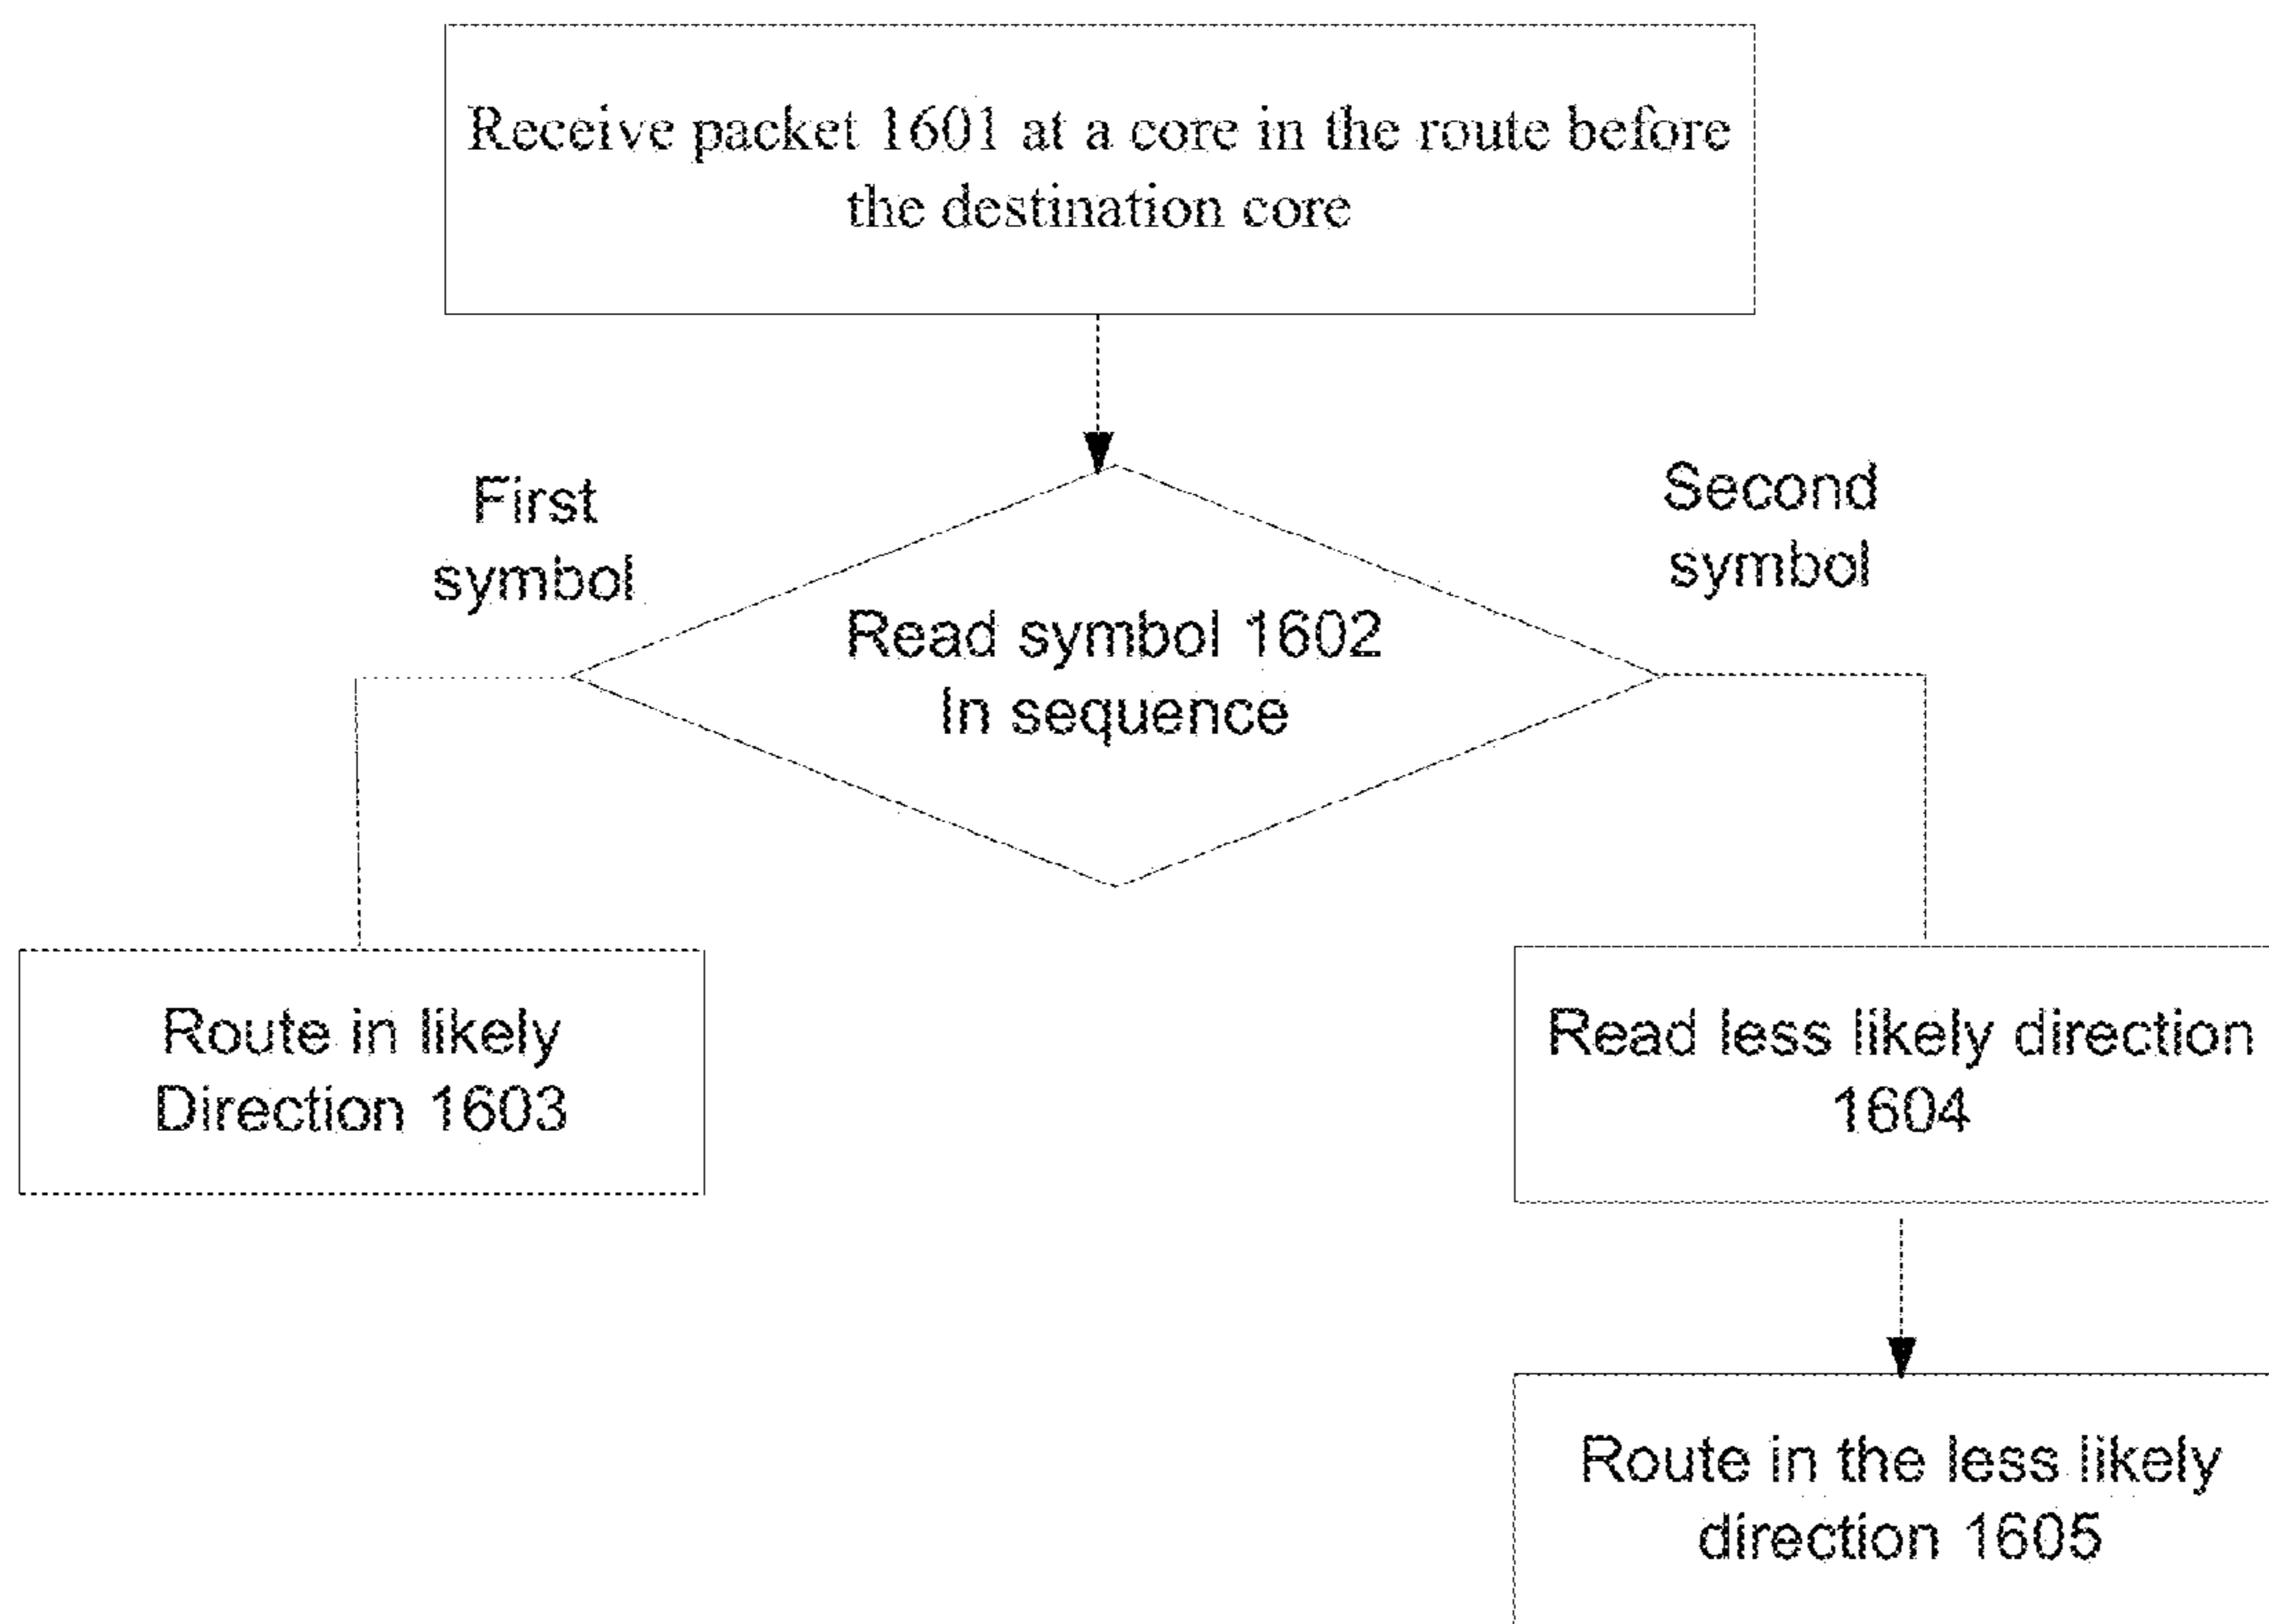 Receive packet 1601 at a core in the route before
the destination core
First
symbol
Second
symbol
Read symbol 1602
In sequence
Route in likely
Direction 1603
Read less likely direction
1604
Route in the less likely
direction 1605